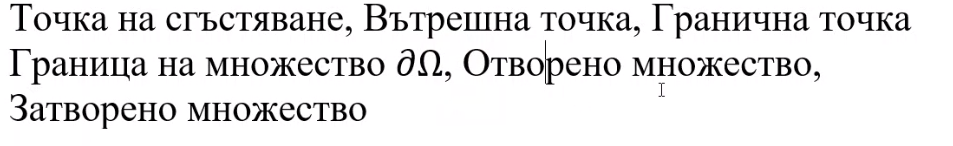 Точка на сгъстяване, Вътрешна точка, Гранична точка
Граница на множество ∂Ω, Отворено множество,
Затворено множество